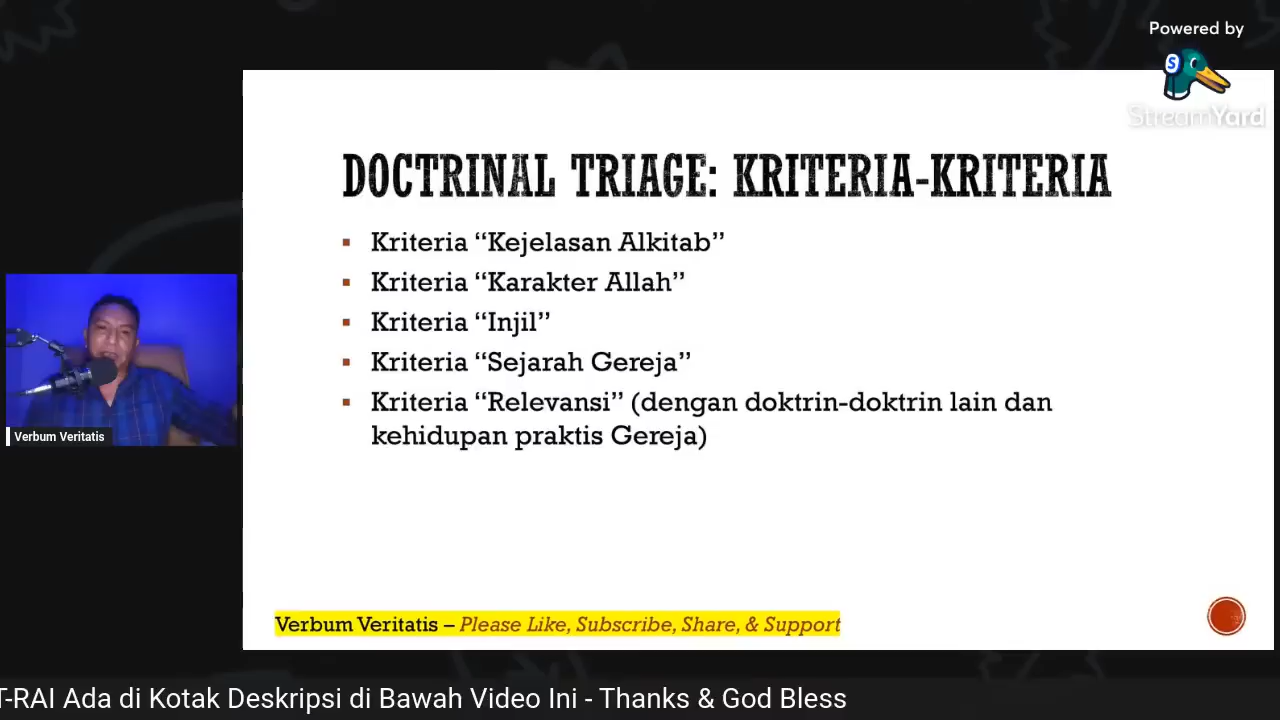 Powered by
StreamYard
DOCTRINAL TRIAGE: KRITERIA-KRITERIA
▪ Kriteria “Kejelasan Alkitab”
▪ Kriteria “Karakter Allah”
▪ Kriteria “Injil”
▪ Kriteria “Sejarah Gereja”
▪ Kriteria “Relevansi” (dengan doktrin-doktrin lain dan
kehidupan praktis Gereja)
Verbum Veritatis
Verbum Veritatis – Please Like, Subscribe, Share, & Support
T-RAI Ada di Kotak Deskripsi di Bawah Video Ini - Thanks & God Bless